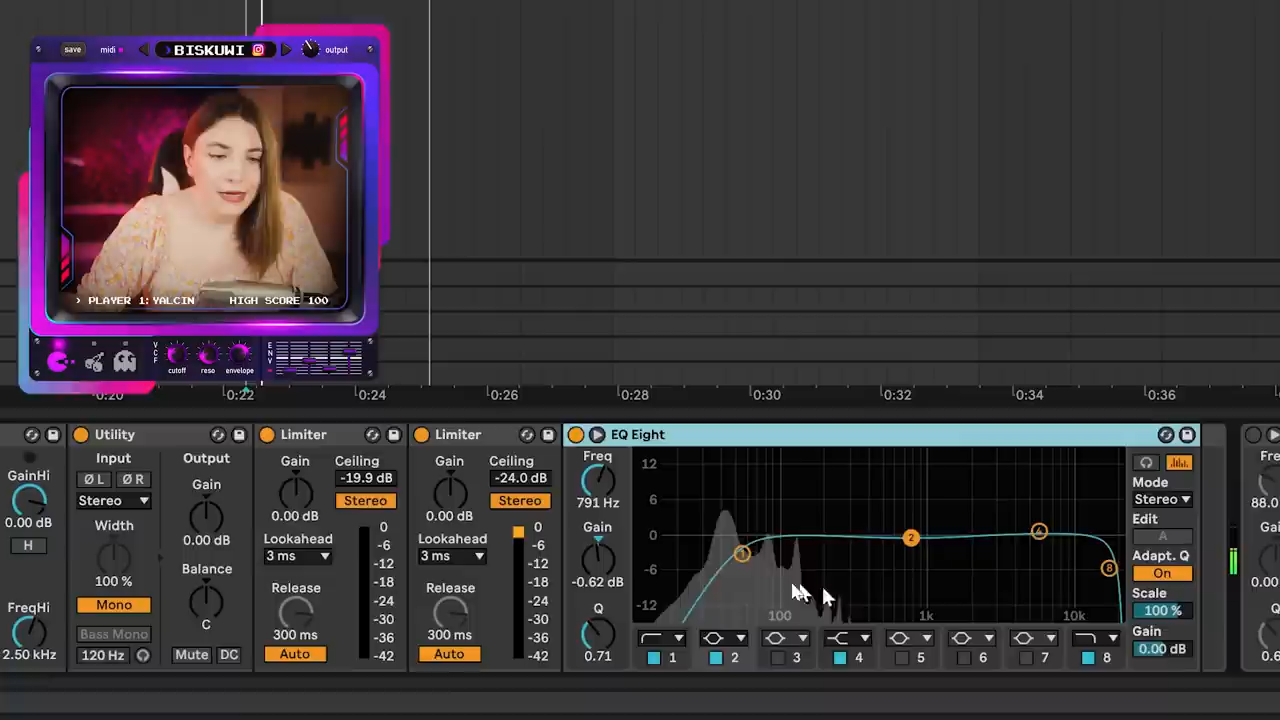 save
midi
BISKUWI
output
› PLAYER 1: YALCIN
HIGH SCORE 100
VCF
cutoff
reso
envelope
ENV
0:20
0:22
0:24
0:26
0:28
0:30
0:32
0:34
0:36
GainHi
0.00 dB
H
FreqHi
2.50 kHz
Utility
Input
Ø L
Ø R
Stereo
Width
100 %
Mono
Bass Mono
120 Hz
Output
Gain
0.00 dB
Balance
C
Mute
DC
Limiter
Gain
0.00 dB
Lookahead
3 ms
Release
300 ms
Auto
Ceiling
-19.9 dB
Stereo
0
-6
-12
-18
-24
-30
-36
-42
Limiter
Gain
0.00 dB
Lookahead
3 ms
Release
300 ms
Auto
Ceiling
-24.0 dB
Stereo
0
-6
-12
-18
-24
-30
-36
-42
EQ Eight
Freq
791 Hz
Gain
-0.62 dB
Q
0.71
12
6
0
-6
-12
1
2
4
8
100
1k
10k
1
2
3
4
5
6
7
8
Mode
Stereo
Edit
A
Adapt. Q
On
Scale
100 %
Gain
0.00 dB